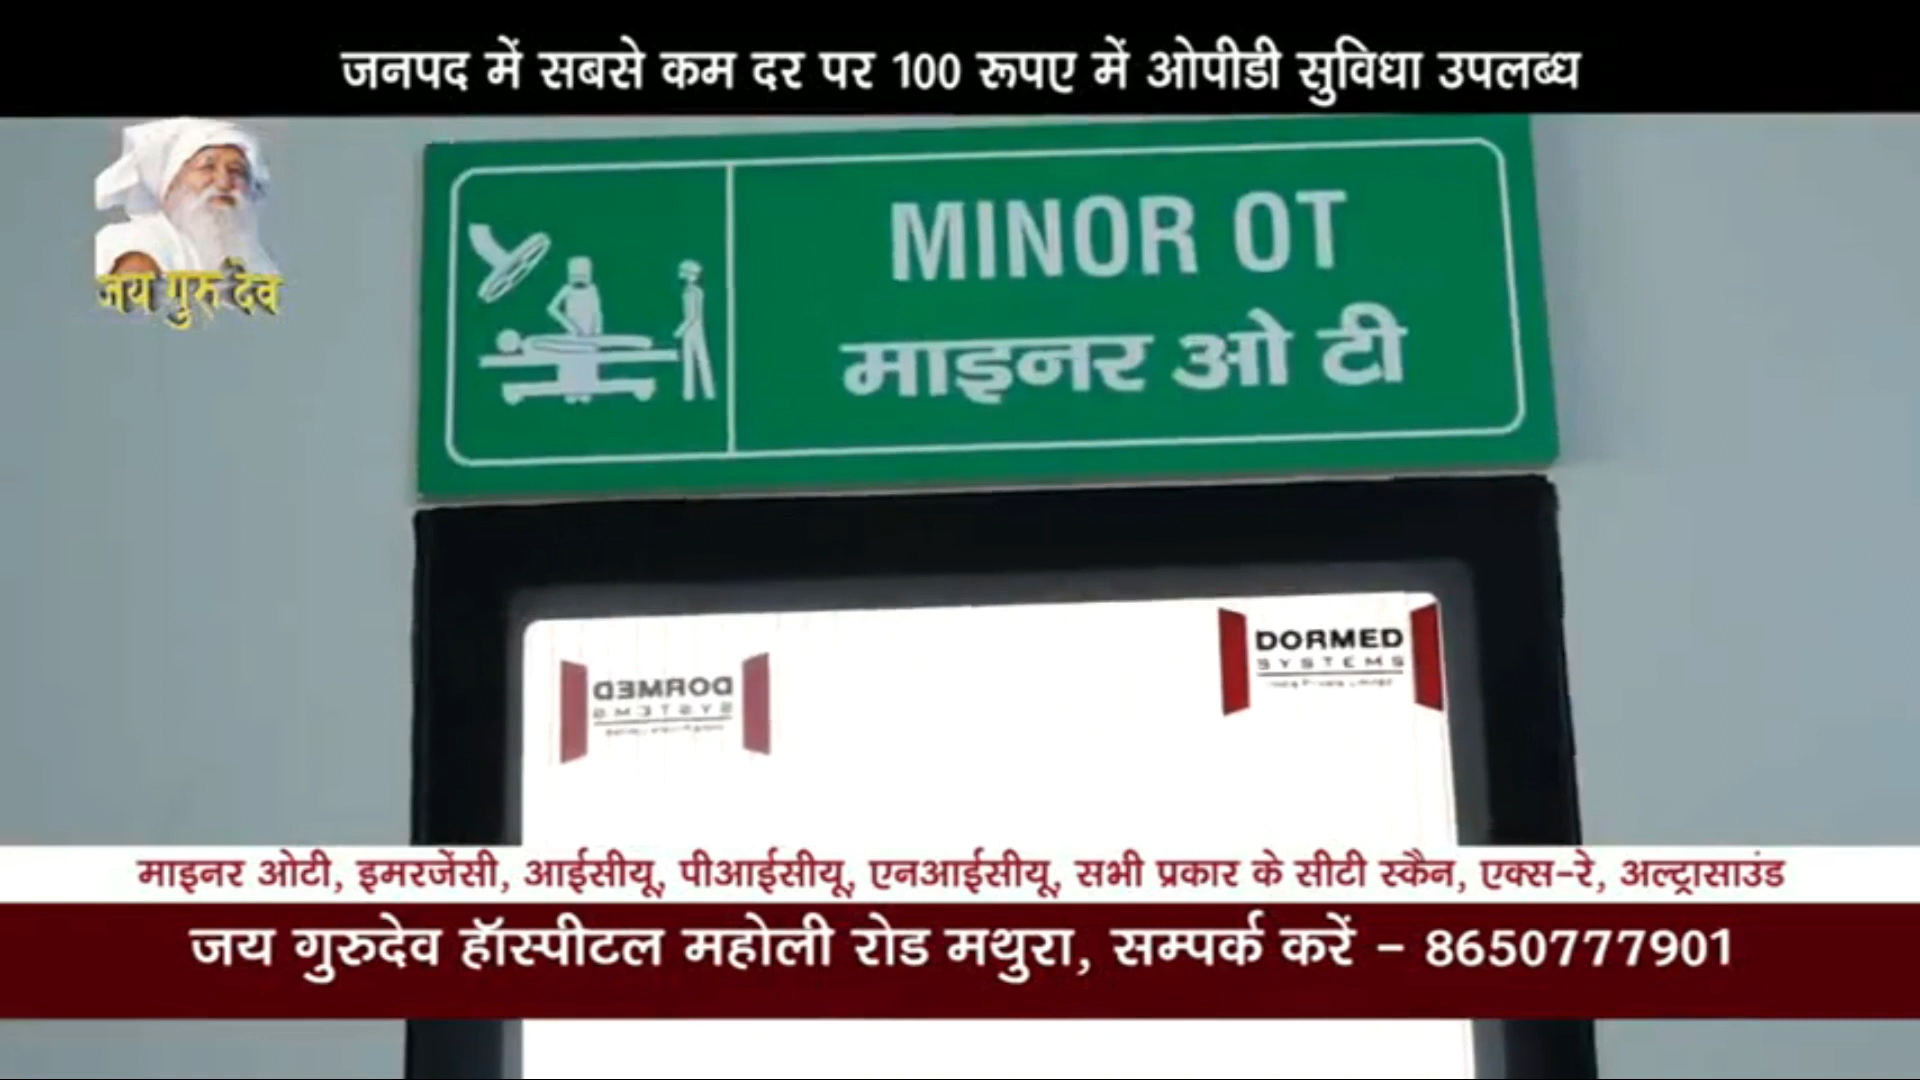 जनपद में सबसे कम दर पर 100 रूपए में ओपीडी सुविधा उपलब्ध
जय गुरु देव
MINOR OT
माइनर ओ टी
DORMED
SYSTEMS
DORMED
SYSTEMS
माइनर ओटी, इमरजेंसी, आईसीयू, पीआईसीयू, एनआईसीयू, सभी प्रकार के सीटी स्कैन, एक्स-रे, अल्ट्रासाउंड
जय गुरुदेव हॉस्पीटल महोली रोड मथुरा, सम्पर्क करें - 8650777901